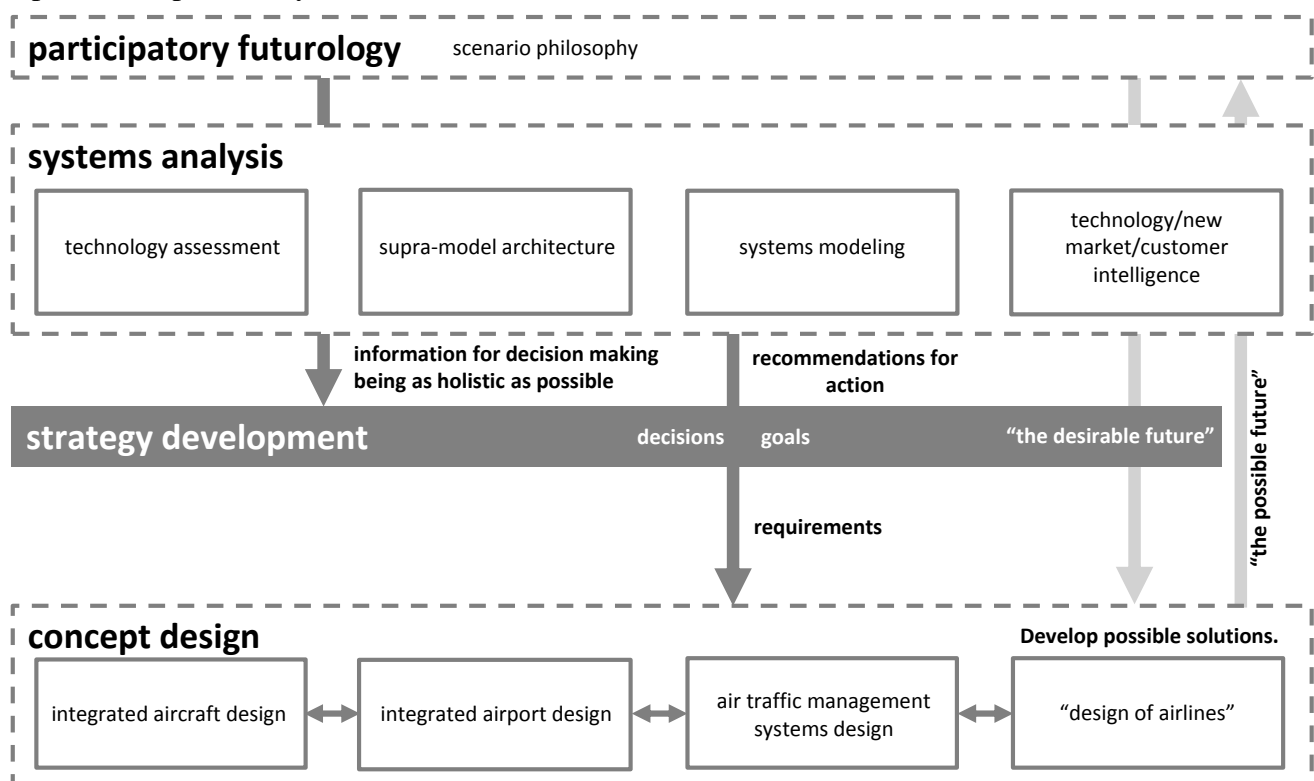 participatory futurology scenario philosophy
systems analysis
technology assessment
supra-model architecture
systems modeling
technology/new
market/customer
intelligence
information for decision making
being as holistic as possible
recommendations for
action
strategy development
decisions
goals
“the desirable future”
“the possible future”
requirements
concept design
Develop possible solutions.
integrated aircraft design
integrated airport design
air traffic management
systems design
“design of airlines”